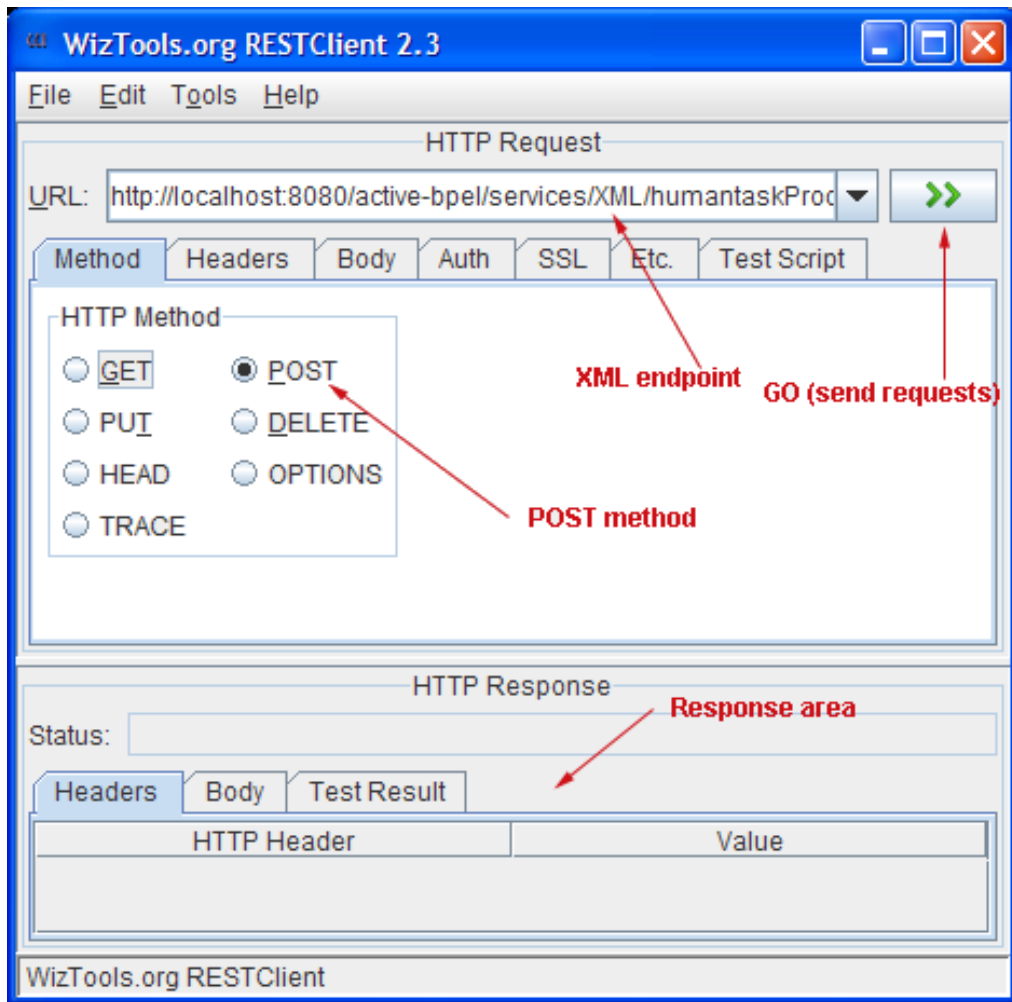 WizTools.org RESTClient 2.3
File Edit Tools Help
HTTP Request
URL: http://localhost:8080/active-bpel/services/XML/humantaskProc
Method Headers Body Auth SSL Etc. Test Script
HTTP Method
GET POST
XML endpoint
GO (send requests)
PUT DELETE
HEAD OPTIONS
POST method
TRACE
HTTP Response
Response area
Status:
Headers Body Test Result
HTTP Header Value
WizTools.org RESTClient